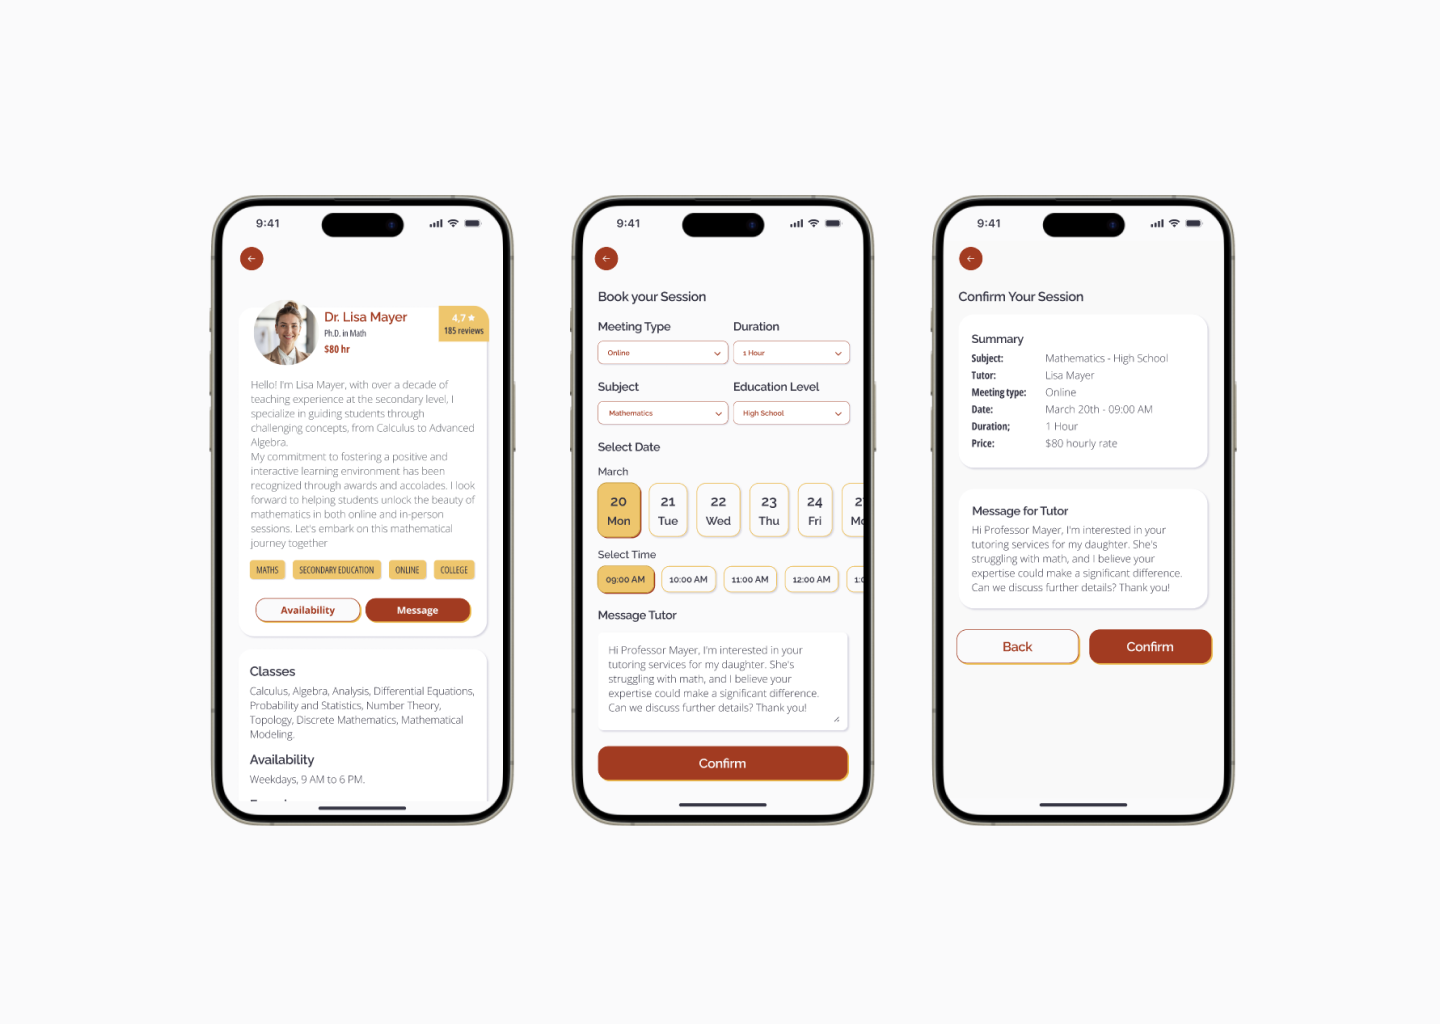 9:41
Dr. Lisa Mayer
Ph.D. in Math
$80 hr
4,7 ★
185 reviews
Hello! I'm Lisa Mayer, with over a decade of
teaching experience at the secondary level, I
specialize in guiding students through
challenging concepts, from Calculus to Advanced
Algebra.
My commitment to fostering a positive and
interactive learning environment has been
recognized through awards and accolades. I look
forward to helping students unlock the beauty of
mathematics in both online and in-person
sessions. Let's embark on this mathematical
journey together
MATHS SECONDARY EDUCATION ONLINE COLLEGE
Availability Message
Classes
Calculus, Algebra, Analysis, Differential Equations,
Probability and Statistics, Number Theory,
Topology, Discrete Mathematics, Mathematical
Modeling.
Availability
Weekdays, 9 AM to 6 PM.
9:41
Book your Session
Meeting Type Duration
Online 1 Hour
Subject Education Level
Mathematics High School
Select Date
March
20 21 22 23 24
Mon Tue Wed Thu Fri
Select Time
09:00 AM 10:00 AM 11:00 AM 12:00 AM
Message Tutor
Hi Professor Mayer, I'm interested in your
tutoring services for my daughter. She's
struggling with math, and I believe your
expertise could make a significant difference.
Can we discuss further details? Thank you!
Confirm
9:41
Confirm Your Session
Summary
Subject: Mathematics - High School
Tutor: Lisa Mayer
Meeting type: Online
Date: March 20th - 09:00 AM
Duration; 1 Hour
Price: $80 hourly rate
Message for Tutor
Hi Professor Mayer, I'm interested in your
tutoring services for my daughter. She's
struggling with math, and I believe your
expertise could make a significant difference.
Can we discuss further details? Thank you!
Back Confirm